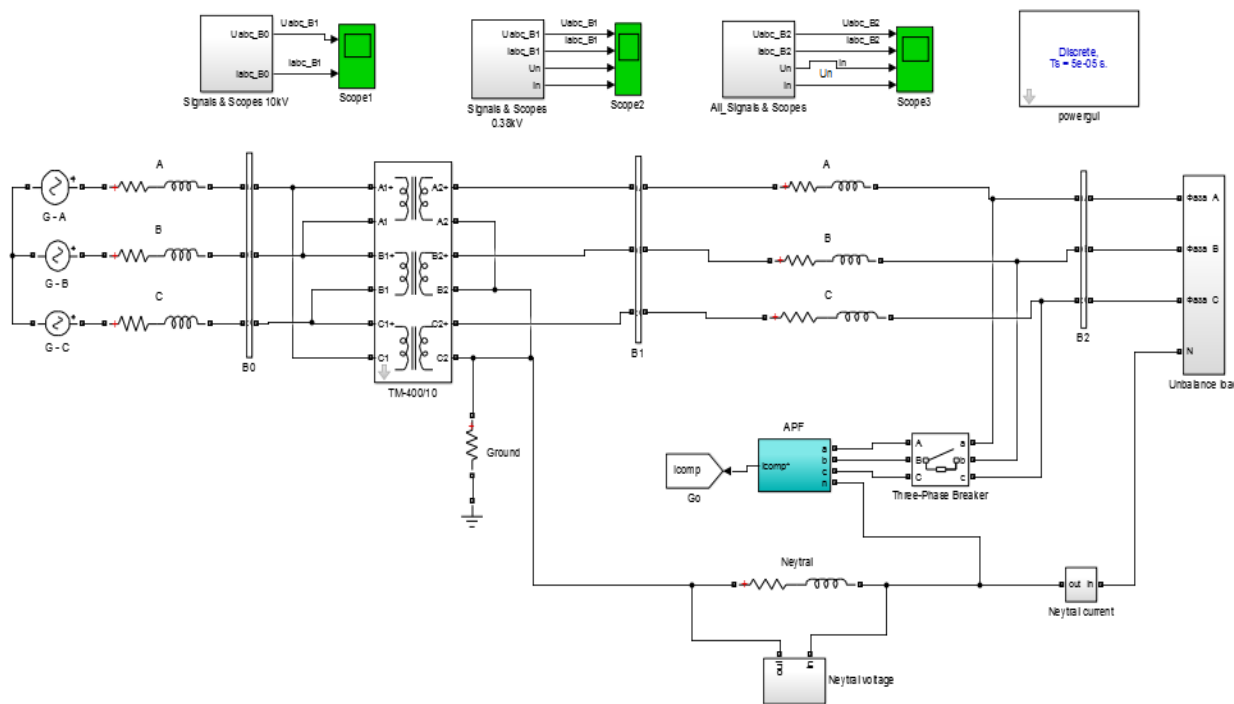 Uabc_B1
Uabc_B0
Iabc_B1
Iabc_B0
Scope1
Signals & Scopes 10kV
Uabc_B1
Uabc_B1
Iabc_B1
Iabc_B1
Un
In
Scope2
Signals & Scopes
0.38kV
Uabc_B2
Uabc_B2
Iabc_B2
Iabc_B2
Un
In
Un
In
Scope3
All_Signals & Scopes
Discrete,
Ts = 5e-05 s.
powergui
A
G - A
B
G - B
C
G - C
B0
A1+
A2+
A1
A2
B1+
B2+
B1
B2
C1+
C2+
C1
C2
TM-400/10
Ground
B1
A
B
C
B2
Фаза A
Фаза B
Фаза C
N
Unbalance load
APF
Icomp
Go
Icomp*
a
b
c
n
A
B
C
a
b
c
Three-Phase Breaker
Neytral
out
in
Neytral current
out
in
Neytral voltage